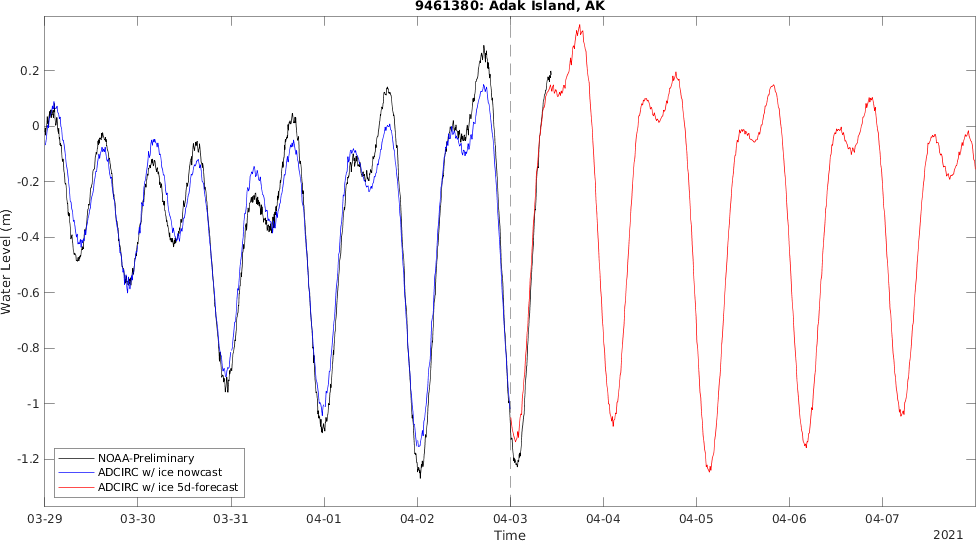 9461380: Adak Island, AK
0.2
0
-0.2
-0.4
-0.6
-0.8
-1
-1.2
Water Level (m)
NOAA-Preliminary
ADCIRC w/ ice nowcast
ADCIRC w/ ice 5d-forecast
03-29 03-30 03-31 04-01 04-02 04-03 04-04 04-05 04-06 04-07
Time
2021